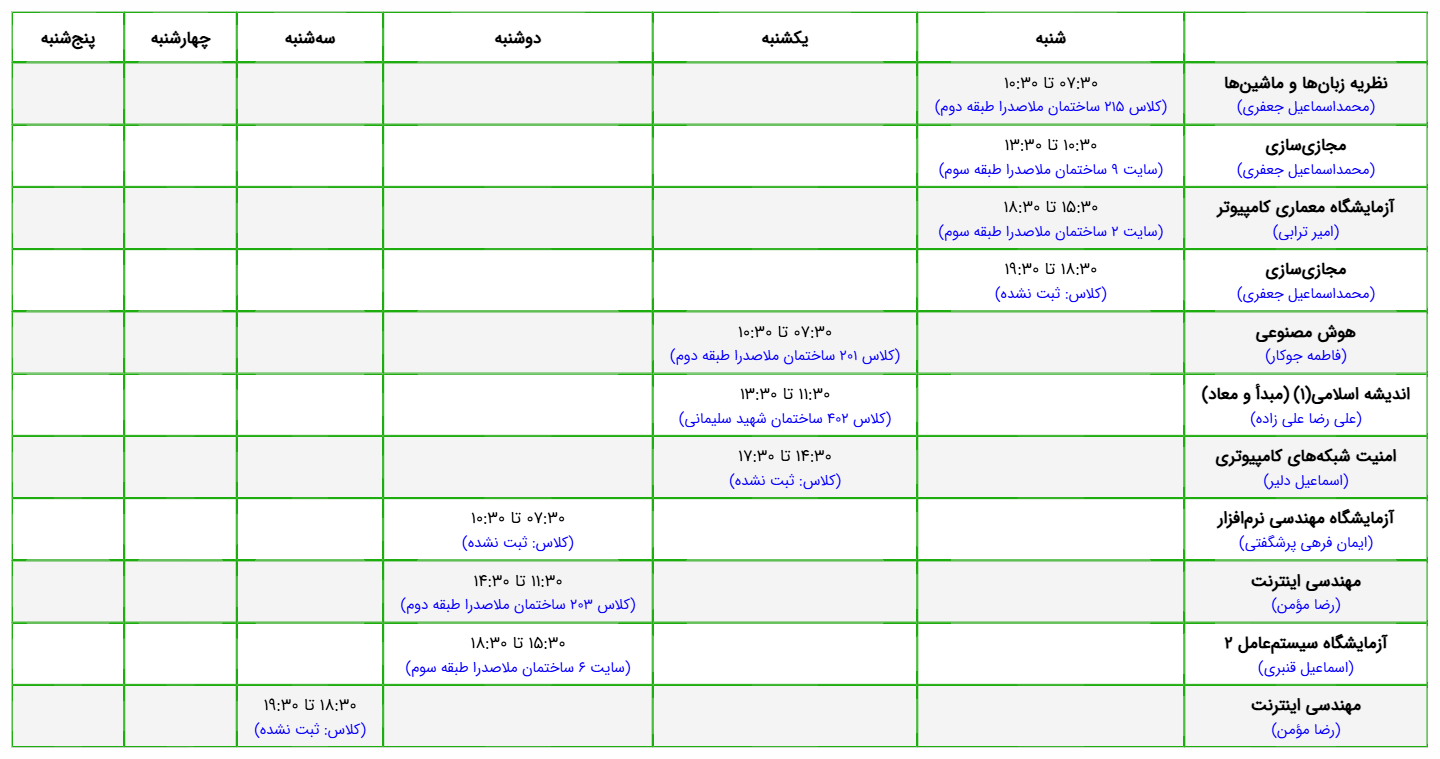 شنبه
یکشنبه
دوشنبه
سه‌شنبه
چهارشنبه
پنج‌شنبه
نظریه زبان‌ها و ماشین‌ها
(محمداسماعیل جعفری)
۰۷:۳۰ تا ۱۰:۳۰
(کلاس ۲۱۵ ساختمان ملاصدرا طبقه دوم)
مجازی‌سازی
(محمداسماعیل جعفری)
۱۰:۳۰ تا ۱۳:۳۰
(سایت ۹ ساختمان ملاصدرا طبقه سوم)
آزمایشگاه معماری کامپیوتر
(امیر ترابی)
۱۵:۳۰ تا ۱۸:۳۰
(سایت ۲ ساختمان ملاصدرا طبقه سوم)
مجازی‌سازی
(محمداسماعیل جعفری)
۱۸:۳۰ تا ۱۹:۳۰
(کلاس: ثبت نشده)
هوش مصنوعی
(فاطمه جوکار)
۰۷:۳۰ تا ۱۰:۳۰
(کلاس ۲۰۱ ساختمان ملاصدرا طبقه دوم)
اندیشه اسلامی(۱) (مبدأ و معاد)
(علی رضا علی زاده)
۱۱:۳۰ تا ۱۳:۳۰
(کلاس ۴۰۲ ساختمان شهید سلیمانی)
امنیت شبکه‌های کامپیوتری
(اسماعیل دلیر)
۱۴:۳۰ تا ۱۷:۳۰
(کلاس: ثبت نشده)
آزمایشگاه مهندسی نرم‌افزار
(ایمان فرهی پرشگفتی)
۰۷:۳۰ تا ۱۰:۳۰
(کلاس: ثبت نشده)
مهندسی اینترنت
(رضا مؤمن)
۱۱:۳۰ تا ۱۴:۳۰
(کلاس ۲۰۳ ساختمان ملاصدرا طبقه دوم)
آزمایشگاه سیستم‌عامل ۲
(اسماعیل قنبری)
۱۵:۳۰ تا ۱۸:۳۰
(سایت ۶ ساختمان ملاصدرا طبقه سوم)
مهندسی اینترنت
(رضا مؤمن)
۱۸:۳۰ تا ۱۹:۳۰
(کلاس: ثبت نشده)